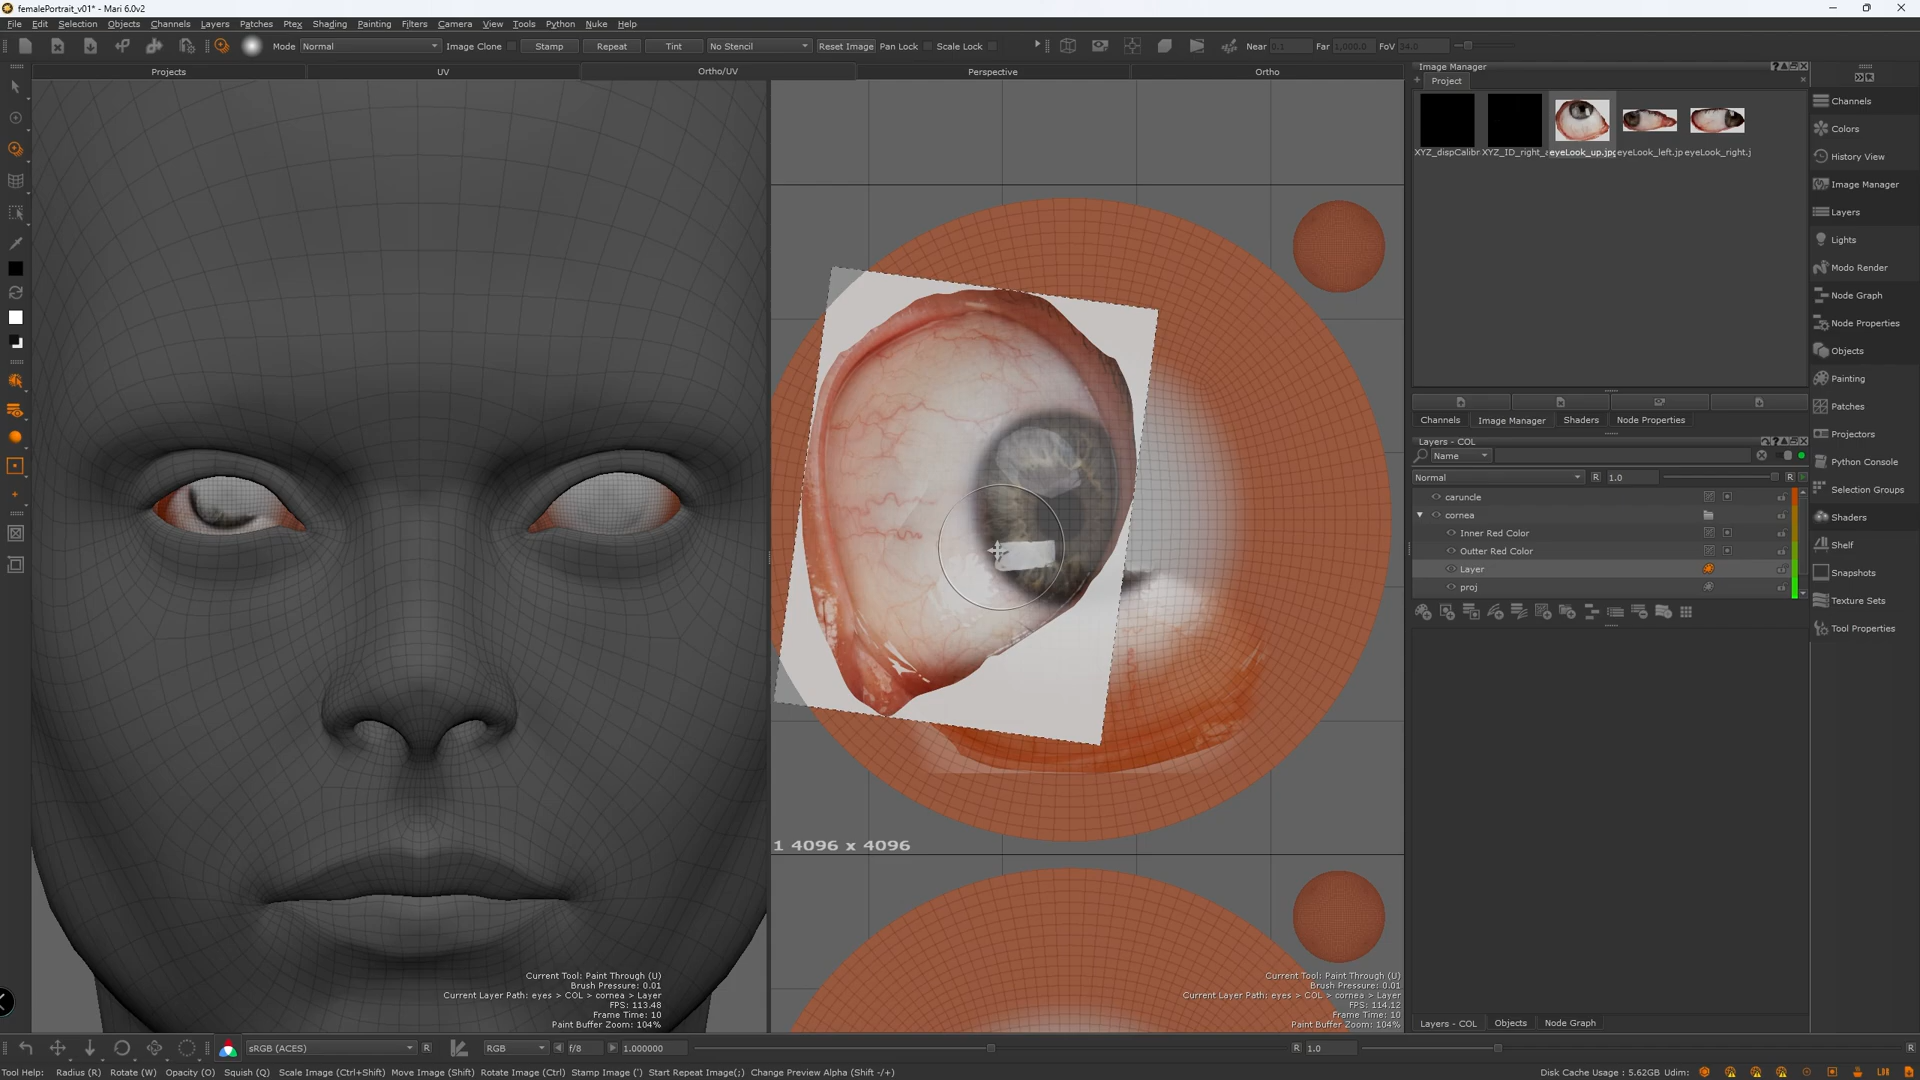 femalePortrait_v01* - Mari 6.0v2
File Edit Selection Objects Channels Layers Patches Ptex Shading Painting Filters Camera View Tools Python Nuke Help
Mode Normal Image Clone Stamp Repeat Tint No Stencil Reset Image Pan Lock Scale Lock Near 0.1 Far 1,000.0 FoV 34.0
Projects UV Ortho/UV Perspective Ortho
Image Manager
Project
XYZ_dispCalibr XYZ_ID_right_ eyeLook_up.jpg eyeLook_left.jp eyeLook_right.j
Channels
Colors
History View
Image Manager
Layers
Lights
Modo Render
Node Graph
Node Properties
Objects
Painting
Patches
Projectors
Python Console
Selection Groups
Shaders
Shelf
Snapshots
Texture Sets
Tool Properties
Channels Image Manager Shaders Node Properties
Layers - COL
Name
Normal R 1.0 R
caruncle
cornea
Inner Red Color
Outter Red Color
Layer
proj
1 4096 x 4096
Current Tool: Paint Through (U)
Brush Pressure: 0.01
Current Layer Path: eyes > COL > cornea > Layer
FPS: 113.48
Frame Time: 10
Paint Buffer Zoom: 104%
Current Tool: Paint Through (U)
Brush Pressure: 0.01
Current Layer Path: eyes > COL > cornea > Layer
FPS: 114.12
Frame Time: 10
Paint Buffer Zoom: 104%
Layers - COL Objects Node Graph
sRGB (ACES) R RGB f/8 1.000000 R 1.0 R
Tool Help: Radius (R) Rotate (W) Opacity (O) Squish (Q) Scale Image (Ctrl+Shift) Move Image (Shift) Rotate Image (Ctrl) Stamp Image (') Start Repeat Image(;) Change Preview Alpha (Shift -/+) Disk Cache Usage : 5.62GB Udim: